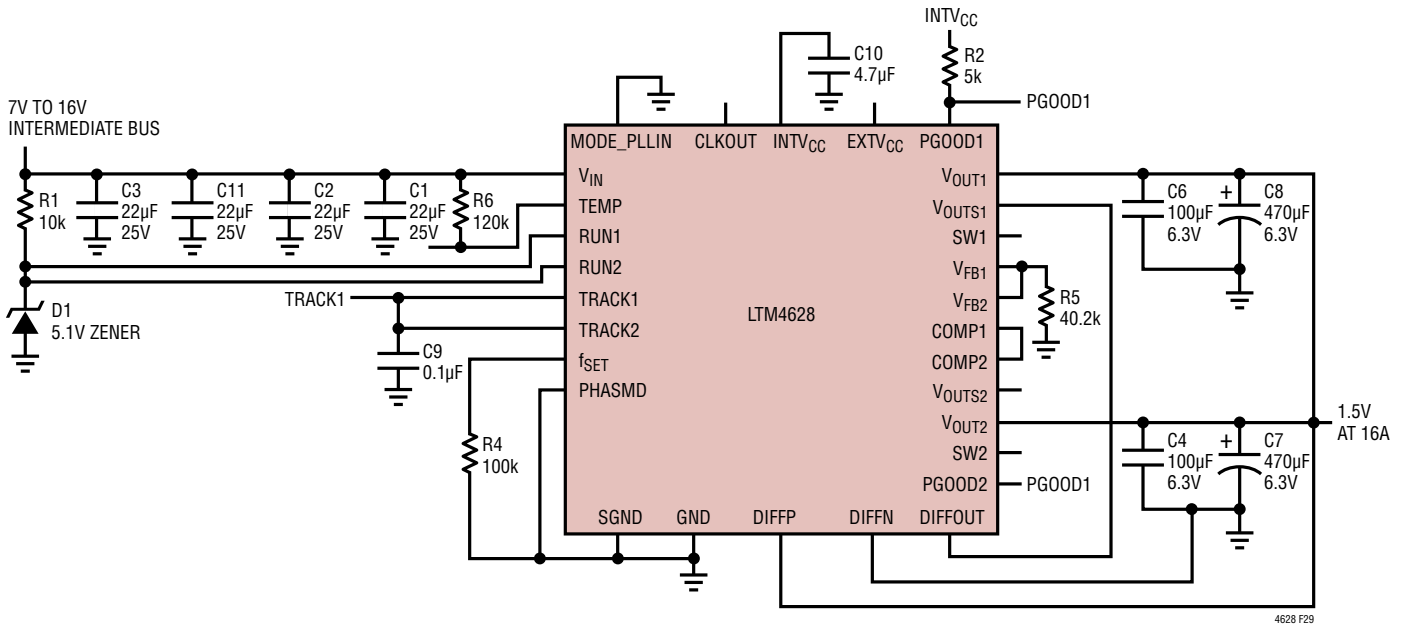 INTVCC
R2
5k
PGOOD1
C10
4.7µF
7V TO 16V
INTERMEDIATE BUS
R1
10k
C3
22µF
25V
C11
22µF
25V
C2
22µF
25V
C1
22µF
25V
R6
120k
D1
5.1V ZENER
TRACK1
C9
0.1µF
R4
100k
MODE_PLLIN
CLKOUT
INTVCC
EXTVCC
PGOOD1
VIN
TEMP
RUN1
RUN2
TRACK1
TRACK2
fSET
PHASMD
LTM4628
VOUT1
VOUTS1
SW1
VFB1
VFB2
COMP1
COMP2
VOUTS2
VOUT2
SW2
PGOOD2
SGND
GND
DIFFP
DIFFN
DIFFOUT
R5
40.2k
C6
100µF
6.3V
+
C8
470µF
6.3V
1.5V
AT 16A
C4
100µF
6.3V
+
C7
470µF
6.3V
PGOOD1
4628 F29